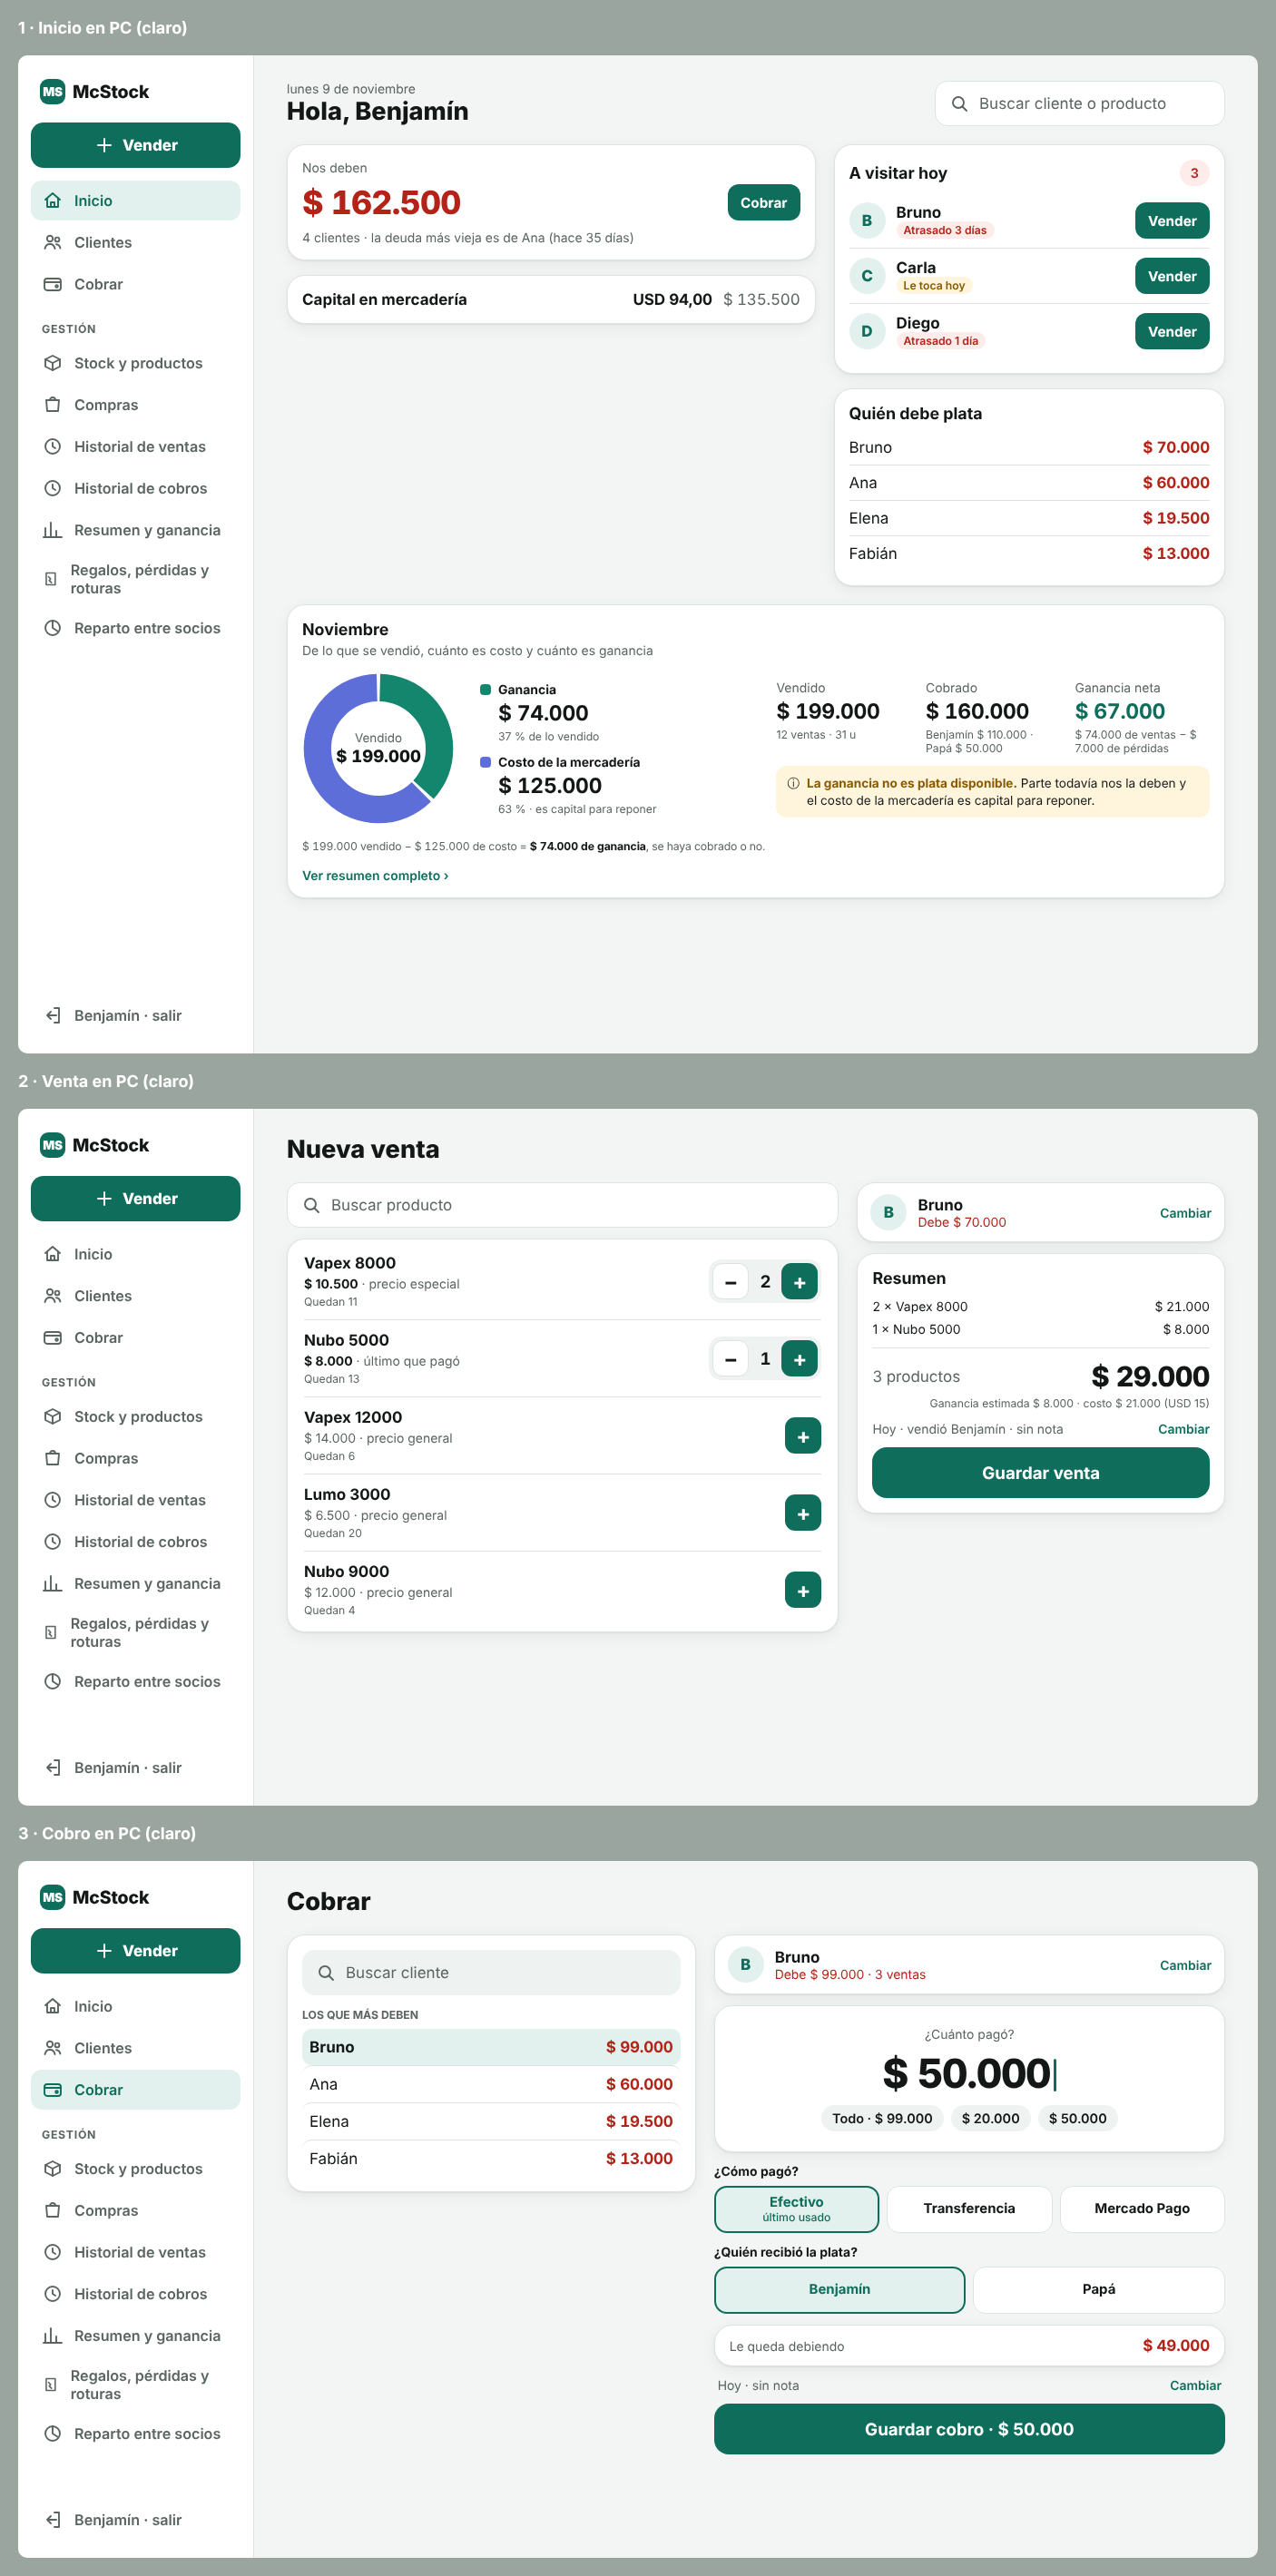 1 · Inicio en PC (claro)
MS McStock
+ Vender
Inicio
Clientes
Cobrar
GESTIÓN
Stock y productos
Compras
Historial de ventas
Historial de cobros
Resumen y ganancia
Regalos, pérdidas y
roturas
Reparto entre socios
Benjamín · salir
lunes 9 de noviembre
Hola, Benjamín
Buscar cliente o producto
Nos deben
$ 162.500
Cobrar
4 clientes · la deuda más vieja es de Ana (hace 35 días)
Capital en mercadería USD 94,00 $ 135.500
A visitar hoy 3
B Bruno
Atrasado 3 días
Vender
C Carla
Le toca hoy
Vender
D Diego
Atrasado 1 día
Vender
Quién debe plata
Bruno $ 70.000
Ana $ 60.000
Elena $ 19.500
Fabián $ 13.000
Noviembre
De lo que se vendió, cuánto es costo y cuánto es ganancia
Vendido
$ 199.000
Ganancia
$ 74.000
37 % de lo vendido
Costo de la mercadería
$ 125.000
63 % · es capital para reponer
Vendido
$ 199.000
12 ventas · 31 u
Cobrado
$ 160.000
Benjamín $ 110.000 ·
Papá $ 50.000
Ganancia neta
$ 67.000
$ 74.000 de ventas − $
7.000 de pérdidas
ⓘ La ganancia no es plata disponible. Parte todavía nos la deben y
el costo de la mercadería es capital para reponer.
$ 199.000 vendido − $ 125.000 de costo = $ 74.000 de ganancia, se haya cobrado o no.
Ver resumen completo ›
2 · Venta en PC (claro)
MS McStock
+ Vender
Inicio
Clientes
Cobrar
GESTIÓN
Stock y productos
Compras
Historial de ventas
Historial de cobros
Resumen y ganancia
Regalos, pérdidas y
roturas
Reparto entre socios
Benjamín · salir
Nueva venta
Buscar producto
Vapex 8000
$ 10.500 · precio especial
Quedan 11
− 2 +
Nubo 5000
$ 8.000 · último que pagó
Quedan 13
− 1 +
Vapex 12000
$ 14.000 · precio general
Quedan 6
+
Lumo 3000
$ 6.500 · precio general
Quedan 20
+
Nubo 9000
$ 12.000 · precio general
Quedan 4
+
B Bruno
Debe $ 70.000
Cambiar
Resumen
2 × Vapex 8000 $ 21.000
1 × Nubo 5000 $ 8.000
3 productos $ 29.000
Ganancia estimada $ 8.000 · costo $ 21.000 (USD 15)
Hoy · vendió Benjamín · sin nota Cambiar
Guardar venta
3 · Cobro en PC (claro)
MS McStock
+ Vender
Inicio
Clientes
Cobrar
GESTIÓN
Stock y productos
Compras
Historial de ventas
Historial de cobros
Resumen y ganancia
Regalos, pérdidas y
roturas
Reparto entre socios
Benjamín · salir
Cobrar
Buscar cliente
LOS QUE MÁS DEBEN
Bruno $ 99.000
Ana $ 60.000
Elena $ 19.500
Fabián $ 13.000
B Bruno
Debe $ 99.000 · 3 ventas
Cambiar
¿Cuánto pagó?
$ 50.000
Todo · $ 99.000 $ 20.000 $ 50.000
¿Cómo pagó?
Efectivo
último usado
Transferencia
Mercado Pago
¿Quién recibió la plata?
Benjamín Papá
Le queda debiendo $ 49.000
Hoy · sin nota Cambiar
Guardar cobro · $ 50.000